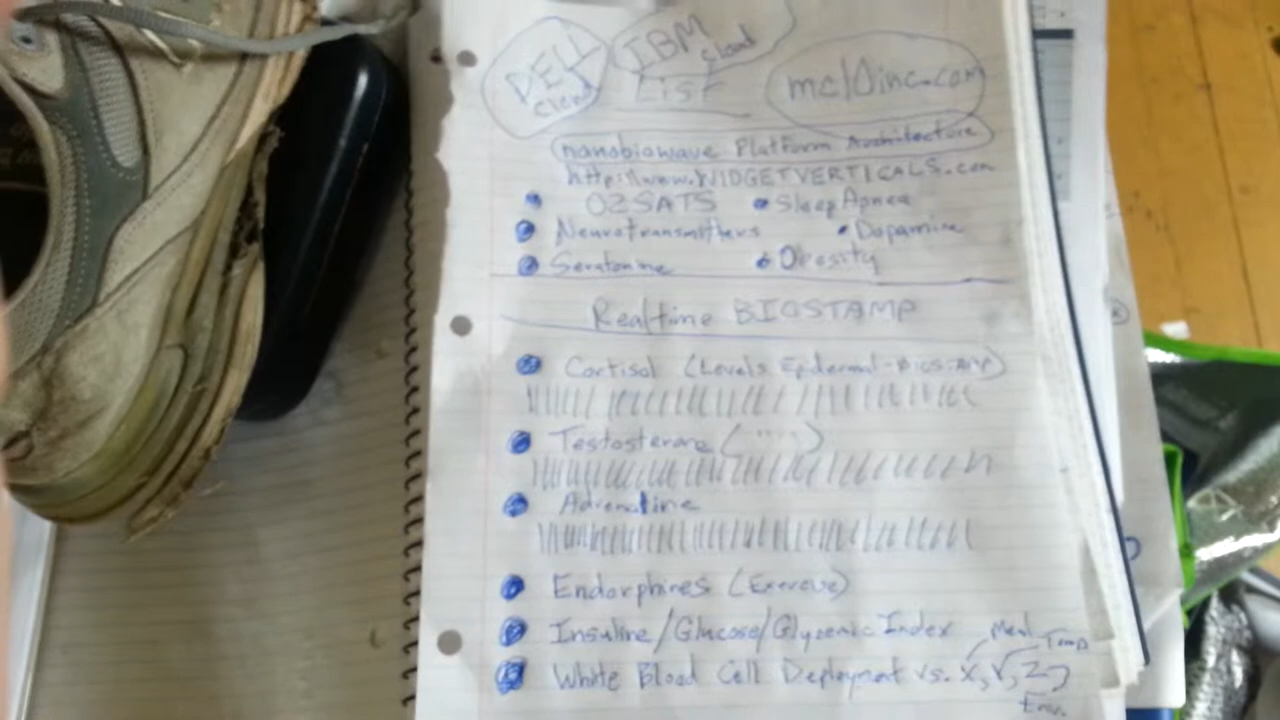 DELL cloud IBM cloud
List mc10inc.com
nanobiowave Platform Architecture
http://www.WIDGETVERTICALS.com
• O2SATS • Sleep Apnea
• Neurotransmitters • Dopamine
• Seratonine • Obesity
Realtime BIOSTAMP
• Cortisol (Levels Epidermal-Biostamp)
• Testosterone (....)
• Adrenaline
• Endorphines (Exercise)
• Insuline/Glucose/Glycemic Index Meal Temp
• White Blood Cell Deployment vs. X, Y, Z